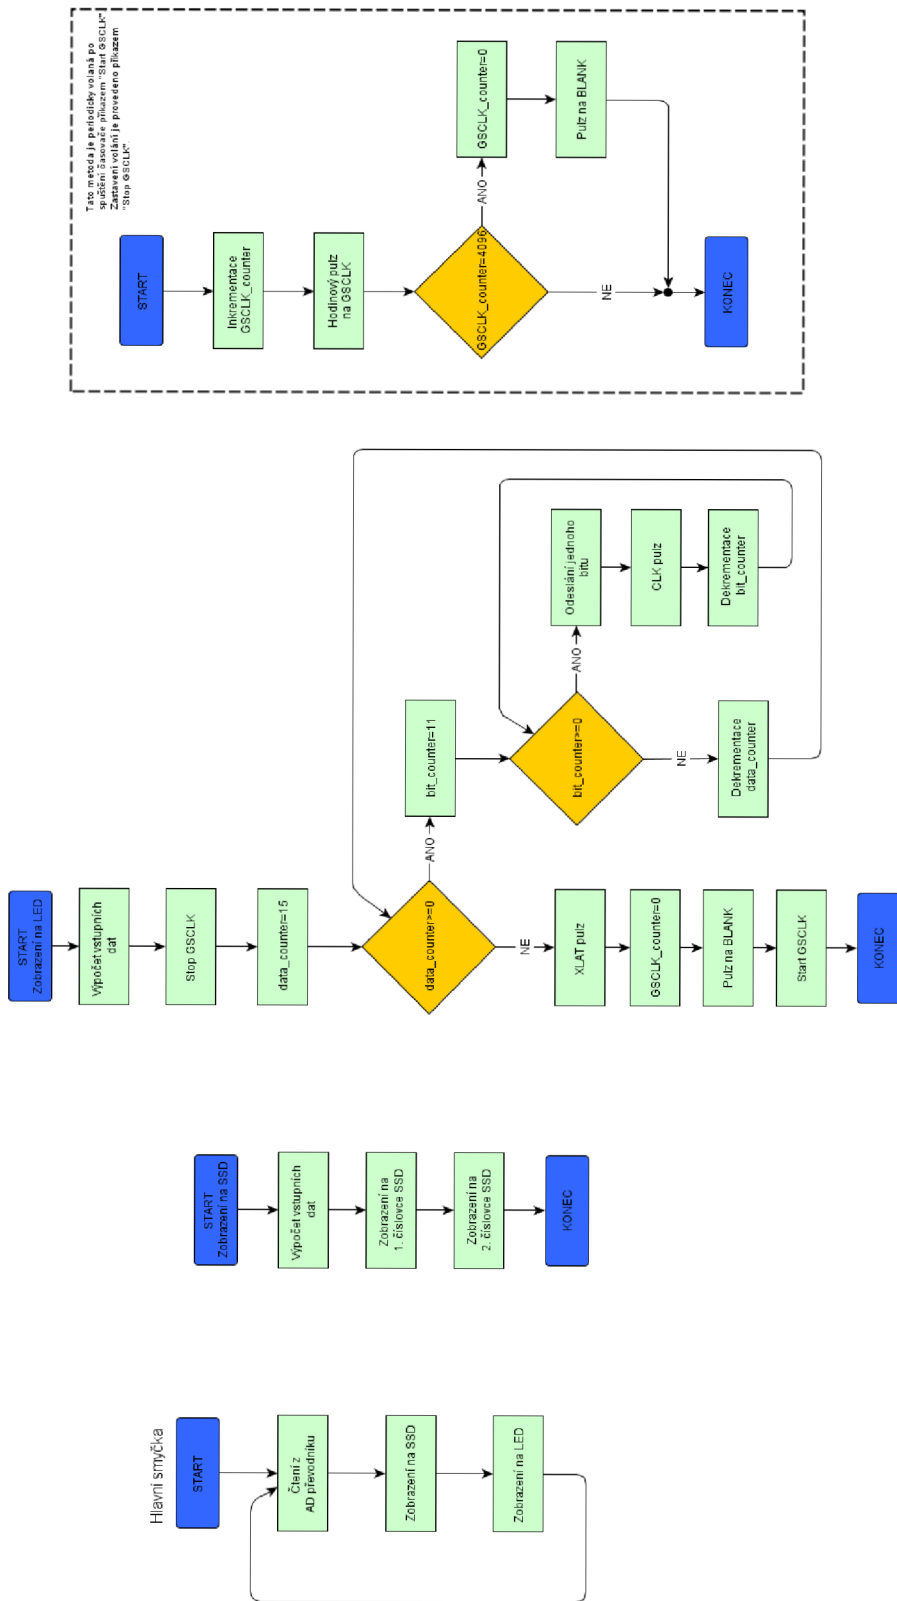 Hlavní smyčka
START
Čtení z
AD převodníku
Zobrazení na SSD
Zobrazení na LED
START
Zobrazení na SSD
Výpočet vstupních
dat
Zobrazení na
1. číslovce SSD
Zobrazení na
2. číslovce SSD
KONEC
START
Zobrazení na LED
Výpočet vstupních
dat
Stop GSCLK
data_counter=15
data_counter>=0
ANO
NE
bit_counter=11
bit_counter>=0
ANO
NE
Odeslání jednoho
bitu
CLK pulz
Dekrementace
bit_counter
Dekrementace
data_counter
XLAT pulz
GSCLK_counter=0
Pulz na BLANK
Start GSCLK
KONEC
Tato metoda je periodicky volaná po
spuštění časovače příkazem "Start GSCLK"
Zastavení volání je provedeno příkazem
"Stop GSCLK".
START
Inkrementace
GSCLK_counter
Hodinový pulz
na GSCLK
GSCLK_counter=4096
ANO
NE
GSCLK_counter=0
Pulz na BLANK
KONEC